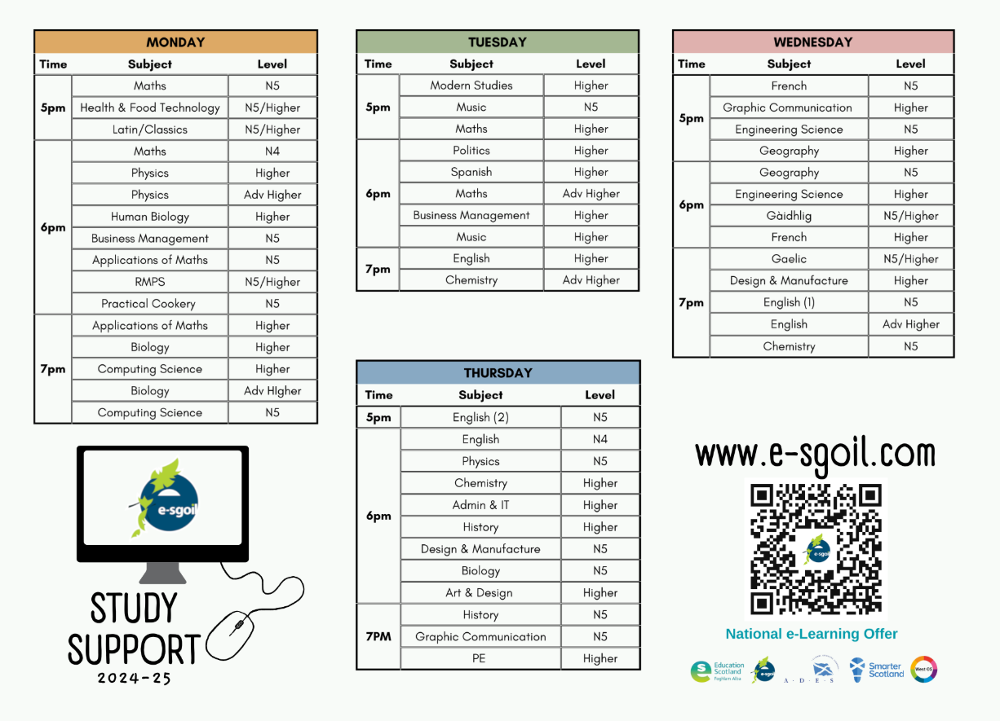 MONDAY
Time Subject Level
5pm Maths N5
Health & Food Technology N5/Higher
Latin/Classics N5/Higher
6pm Maths N4
Physics Higher
Physics Adv Higher
Human Biology Higher
Business Management N5
Applications of Maths N5
RMPS N5/Higher
Practical Cookery N5
7pm Applications of Maths Higher
Biology Higher
Computing Science Higher
Biology Adv HIgher
Computing Science N5
TUESDAY
Time Subject Level
5pm Modern Studies Higher
Music N5
Maths Higher
6pm Politics Higher
Spanish Higher
Maths Adv Higher
Business Management Higher
Music Higher
7pm English Higher
Chemistry Adv Higher
WEDNESDAY
Time Subject Level
5pm French N5
Graphic Communication Higher
Engineering Science N5
Geography Higher
6pm Geography N5
Engineering Science Higher
Gàidhlig N5/Higher
French Higher
7pm Gaelic N5/Higher
Design & Manufacture Higher
English (1) N5
English Adv Higher
Chemistry N5
THURSDAY
Time Subject Level
5pm English (2) N5
6pm English N4
Physics N5
Chemistry Higher
Admin & IT Higher
History Higher
Design & Manufacture N5
Biology N5
Art & Design Higher
7PM History N5
Graphic Communication N5
PE Higher
e-sgoil
STUDY
SUPPORT
2024-25
www.e-sgoil.com
e-sgoil
National e-Learning Offer
Education
Scotland
Foghlam Alba
e-sgoil
A·D·E·S
Smarter
Scotland
West OS